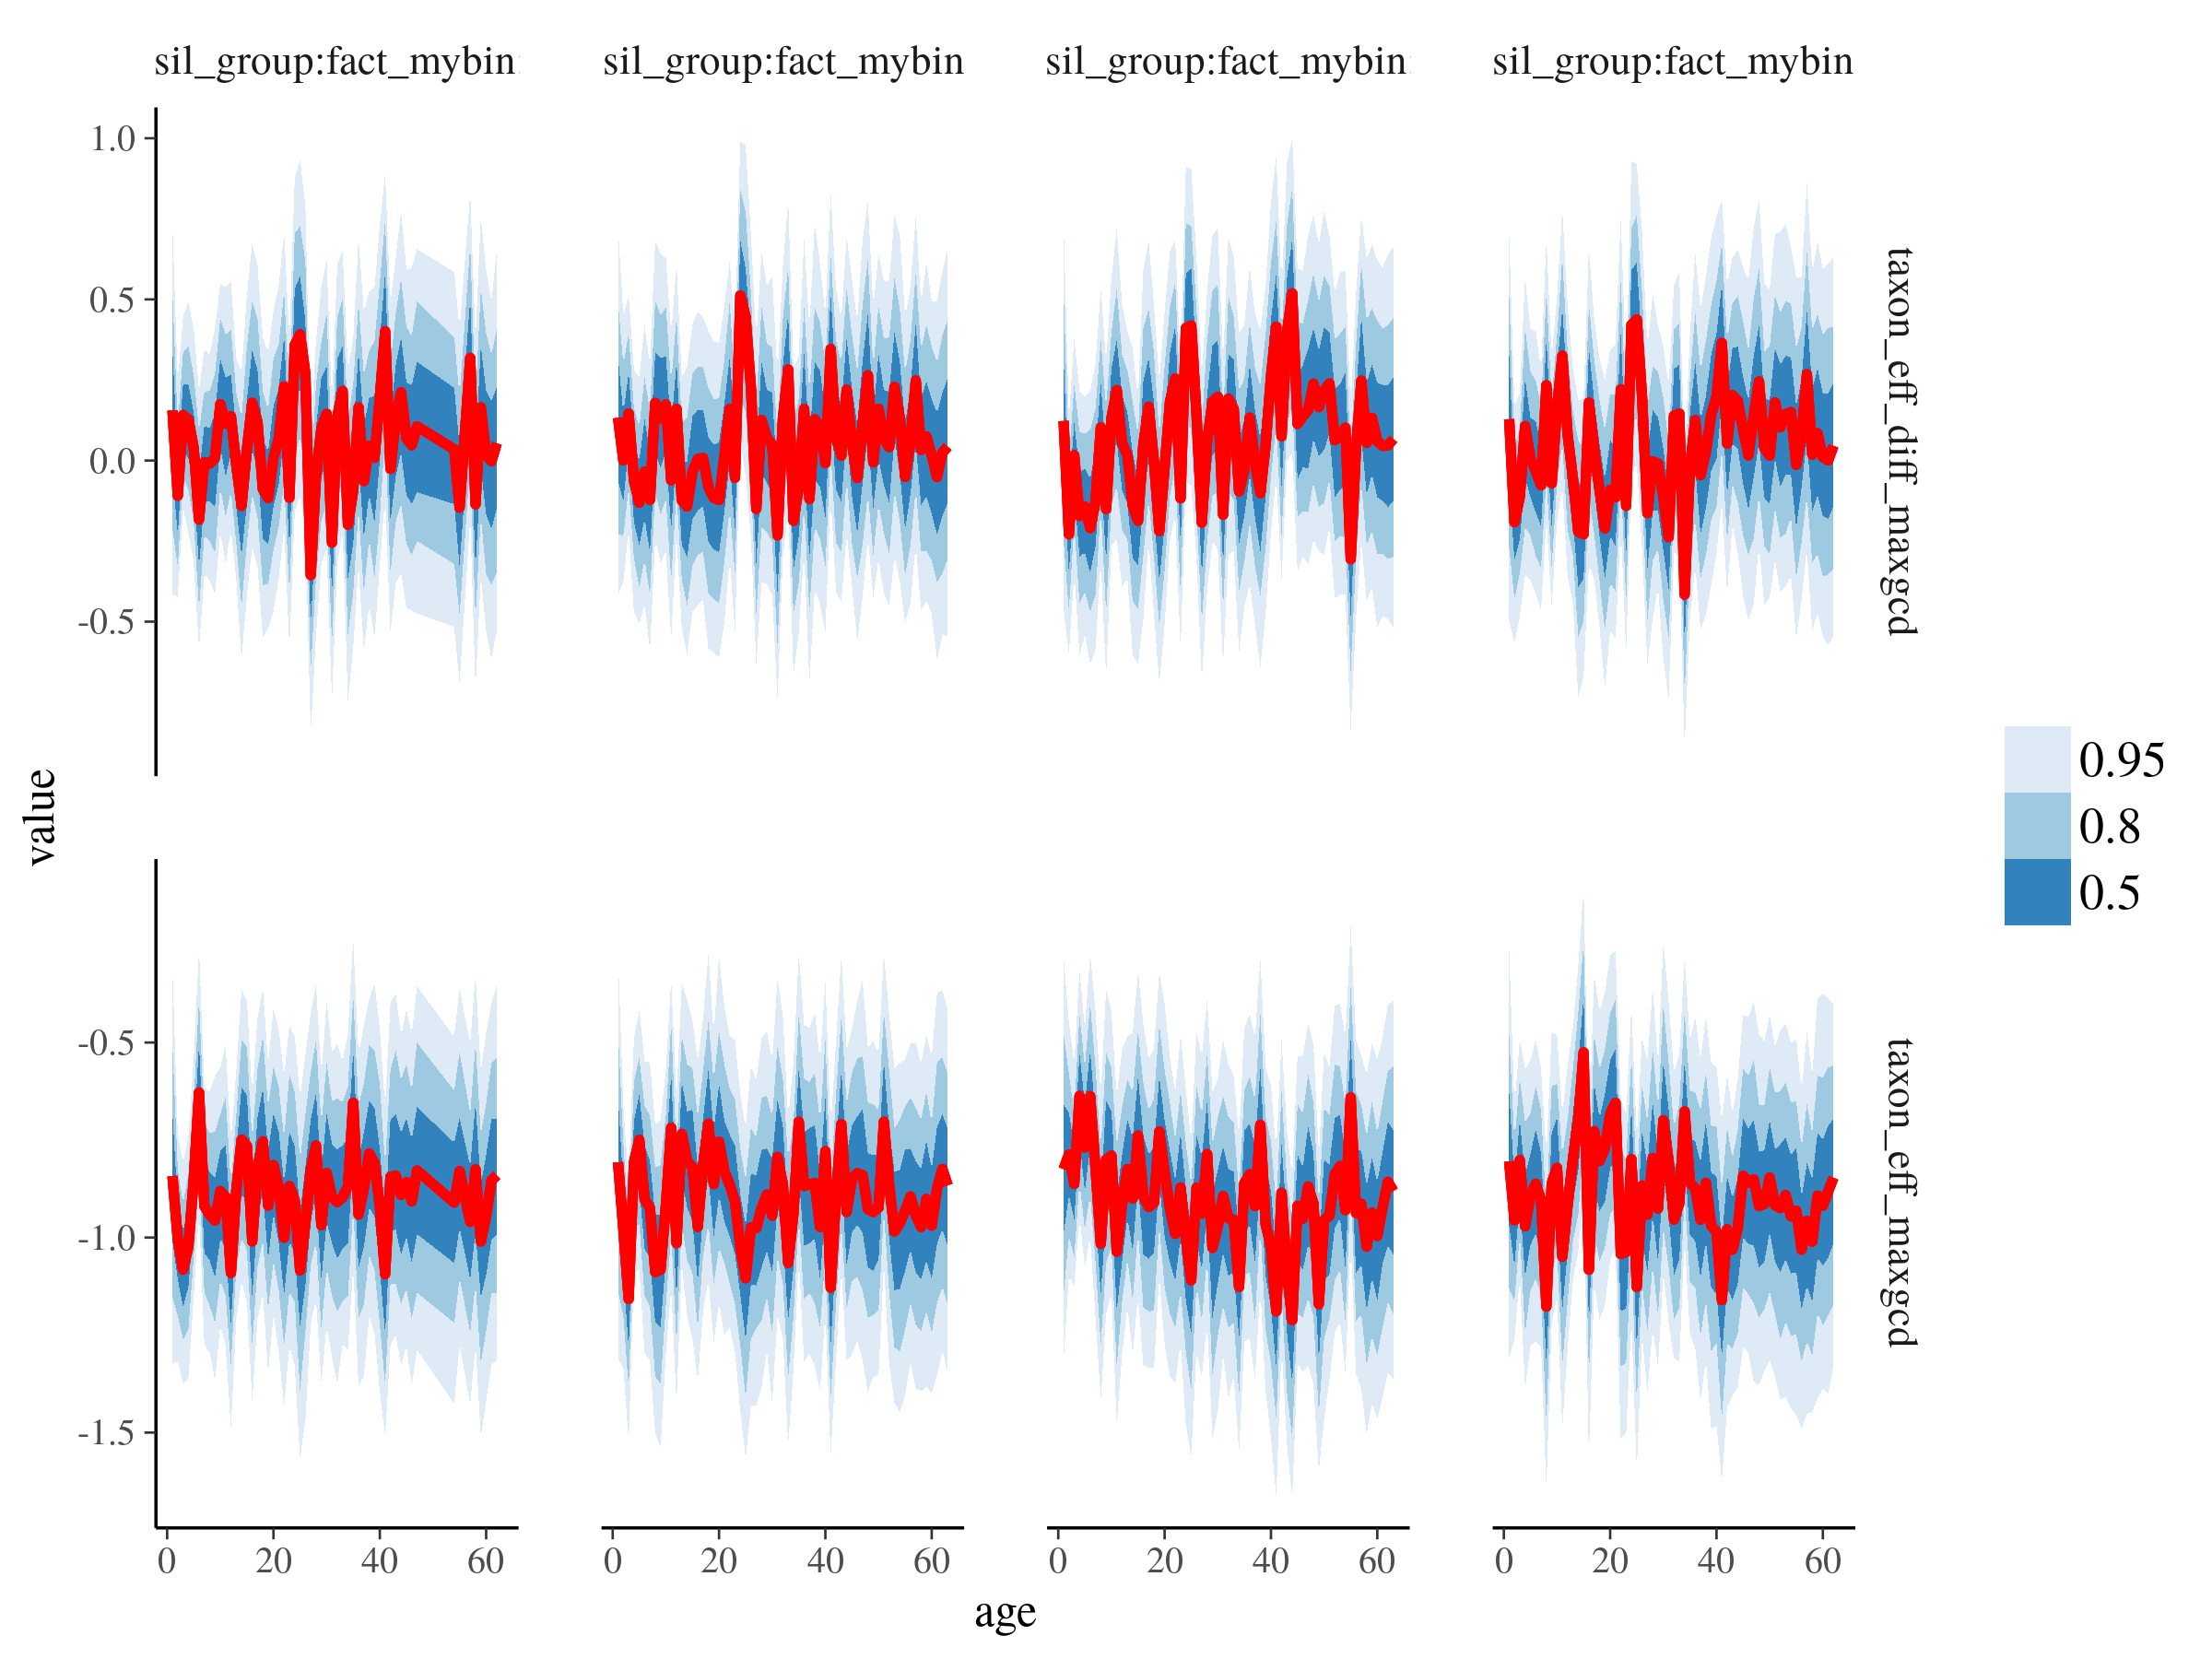 sil_group:fact_mybin: sil_group:fact_mybin sil_group:fact_mybin: sil_group:fact_mybin
1.0
0.5
0.0
-0.5
taxon_eff_diff_maxgcd
value
0.95
0.8
0.5
-0.5
-1.0
-1.5
taxon_eff_maxgcd
0 20 40 60 0 20 40 60 0 20 40 60 0 20 40 60
age